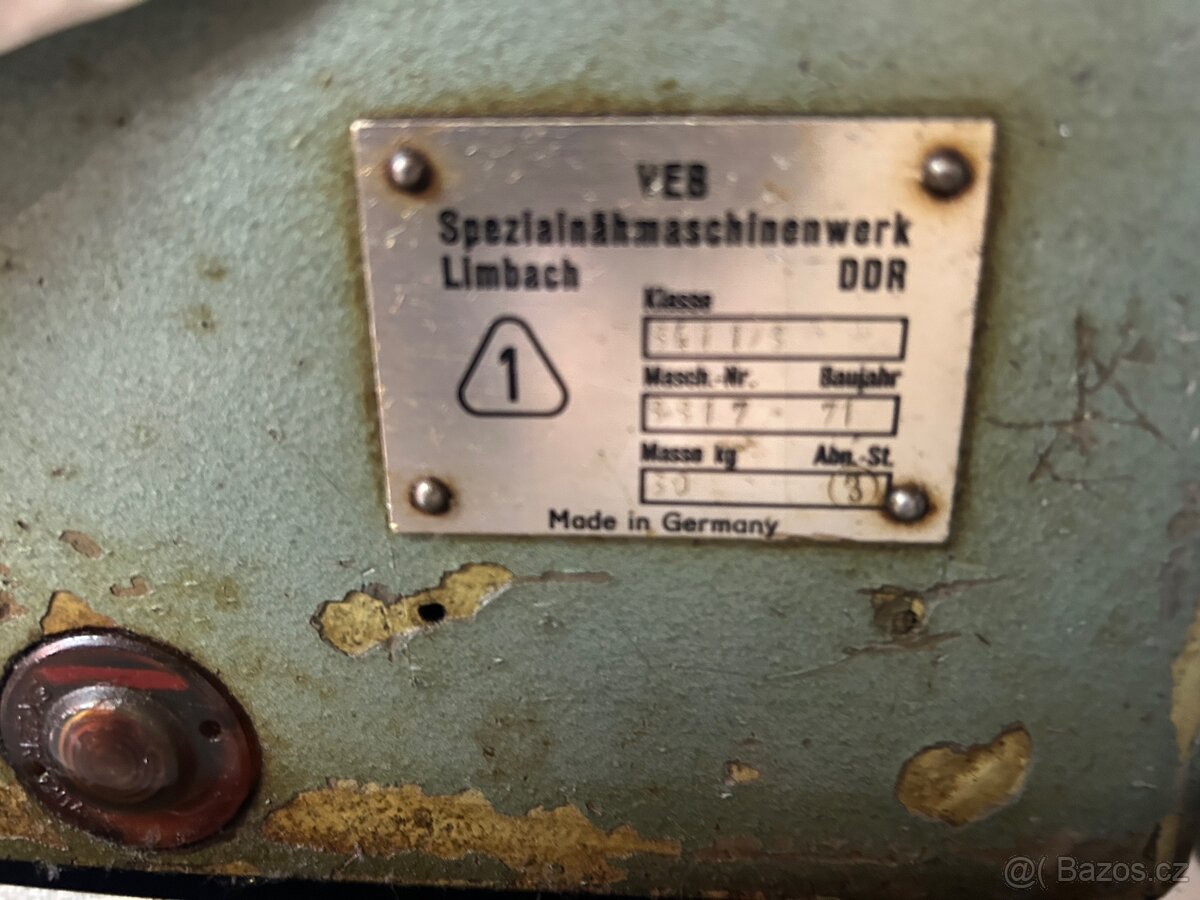 VEB
Spezialnähmaschinenwerk
Limbach DDR
Klasse
1
Masch.-Nr. Baujahr
71
Masse kg Abn.-St.
(3)
Made in Germany
@( Bazos.cz